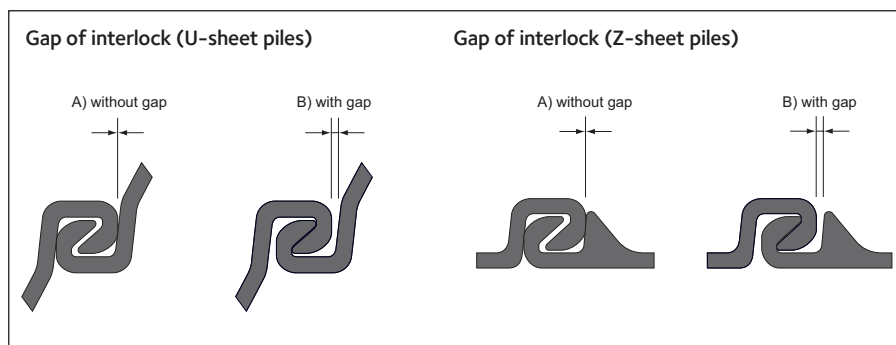 Gap of interlock (U-sheet piles)
A) without gap
B) with gap
Gap of interlock (Z-sheet piles)
A) without gap
B) with gap